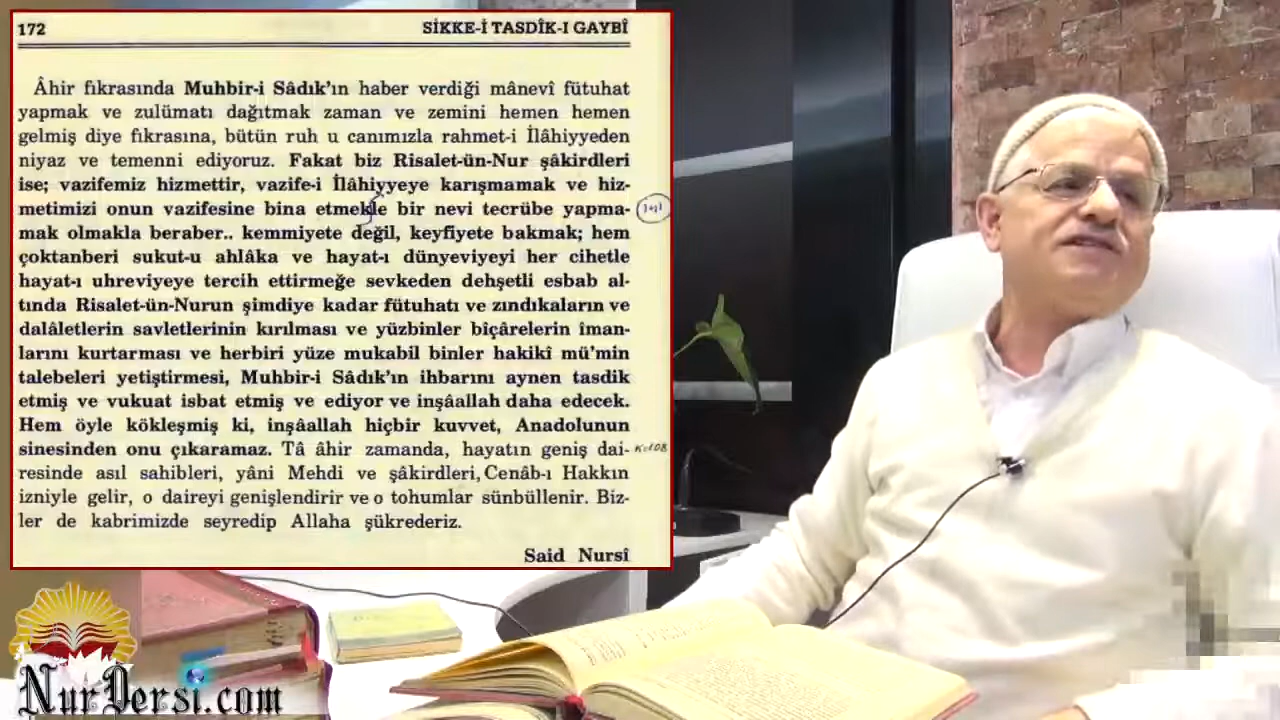 172 SİKKE-İ TASDÎK-I GAYBÎ
Âhir fıkrasında Muhbir-i Sâdık'ın haber verdiği mânevî fütuhat
yapmak ve zulümatı dağıtmak zaman ve zemini hemen hemen
gelmiş diye fıkrasına, bütün ruh u canımızla rahmet-i İlâhiyyeden
niyaz ve temenni ediyoruz. Fakat biz Risalet-ün-Nur şâkirdleri
ise; vazifemiz hizmettir, vazife-i İlâhiyyeye karışmamak ve hiz-
metimizi onun vazifesine bina etmekle bir nevi tecrübe yapma-
mak olmakla beraber.. kemmiyete değil, keyfiyete bakmak; hem
çoktanberi sukut-u ahlâka ve hayat-ı dünyeviyeyi her cihetle
hayat-ı uhreviyeye tercih ettirmeğe sevkeden dehşetli esbab al-
tında Risalet-ün-Nurun şimdiye kadar fütuhatı ve zındıkaların ve
dalâletlerin savletlerinin kırılması ve yüzbinler bîçârelerin îman-
larını kurtarması ve herbiri yüze mukabil binler hakikî mü'min
talebeleri yetiştirmesi, Muhbir-i Sâdık'ın ihbarını aynen tasdik
etmiş ve vukuat isbat etmiş ve ediyor ve inşâallah daha edecek.
Hem öyle kökleşmiş ki, inşâallah hiçbir kuvvet, Anadolunun
sinesinden onu çıkaramaz. Tâ âhir zamanda, hayatın geniş dai-
resinde asıl sahibleri, yâni Mehdi ve şâkirdleri, Cenâb-ı Hakkın
izniyle gelir, o daireyi genişlendirir ve o tohumlar sünbüllenir. Biz-
ler de kabrimizde seyredip Allaha şükrederiz.
Said Nursî
NurDersi.com